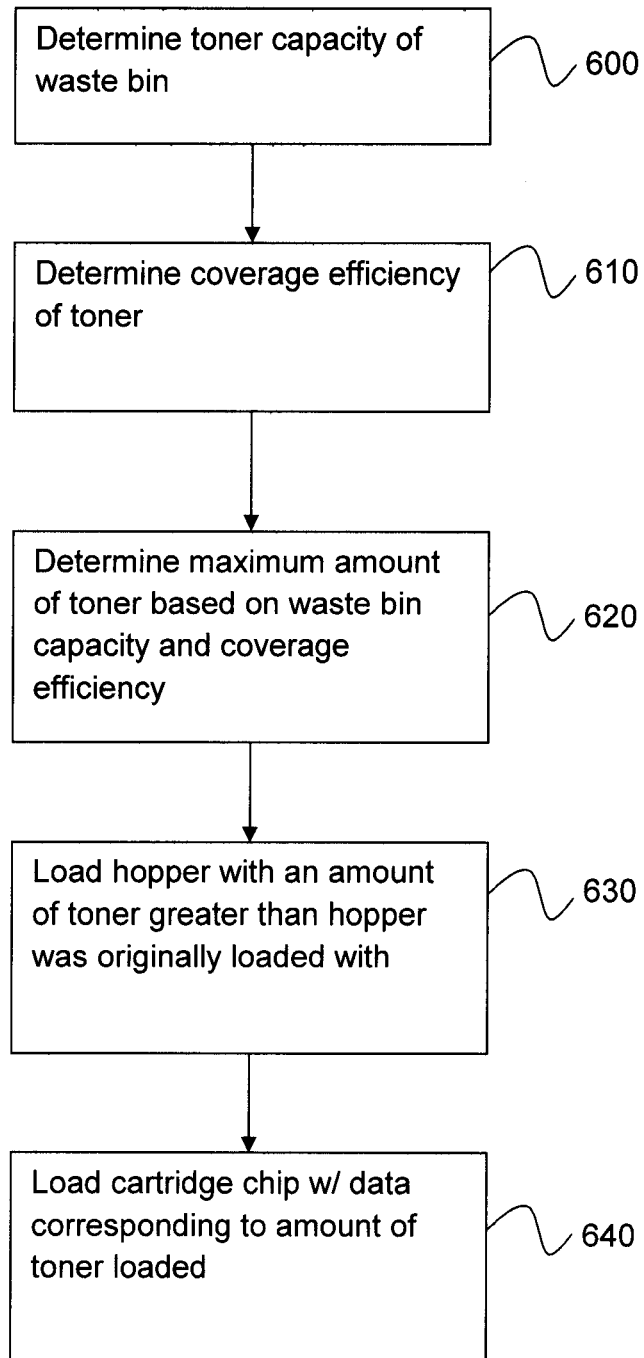 Determine toner capacity of
waste bin
600
Determine coverage efficiency
of toner
610
Determine maximum amount
of toner based on waste bin
capacity and coverage
efficiency
620
Load hopper with an amount
of toner greater than hopper
was originally loaded with
630
Load cartridge chip w/ data
corresponding to amount of
toner loaded
640